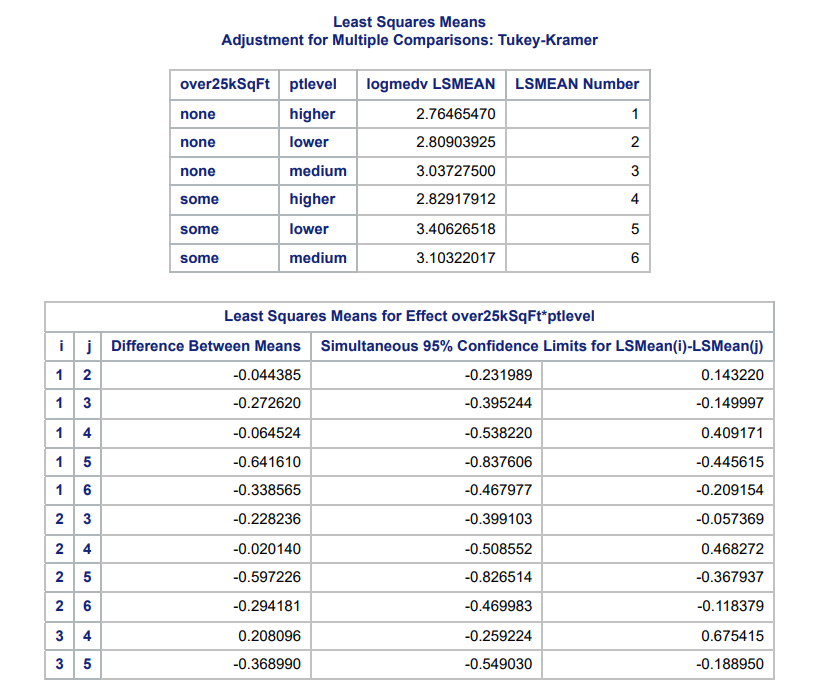 Least Squares Means
Adjustment for Multiple Comparisons: Tukey-Kramer
over25kSqFt ptlevel logmedv LSMEAN LSMEAN Number
none higher 2.76465470 1
none lower 2.80903925 2
none medium 3.03727500 3
some higher 2.82917912 4
some lower 3.40626518 5
some medium 3.10322017 6
Least Squares Means for Effect over25kSqFt*ptlevel
i j Difference Between Means Simultaneous 95% Confidence Limits for LSMean(i)-LSMean(j)
1 2 -0.044385 -0.231989 0.143220
1 3 -0.272620 -0.395244 -0.149997
1 4 -0.064524 -0.538220 0.409171
1 5 -0.641610 -0.837606 -0.445615
1 6 -0.338565 -0.467977 -0.209154
2 3 -0.228236 -0.399103 -0.057369
2 4 -0.020140 -0.508552 0.468272
2 5 -0.597226 -0.826514 -0.367937
2 6 -0.294181 -0.469983 -0.118379
3 4 0.208096 -0.259224 0.675415
3 5 -0.368990 -0.549030 -0.188950